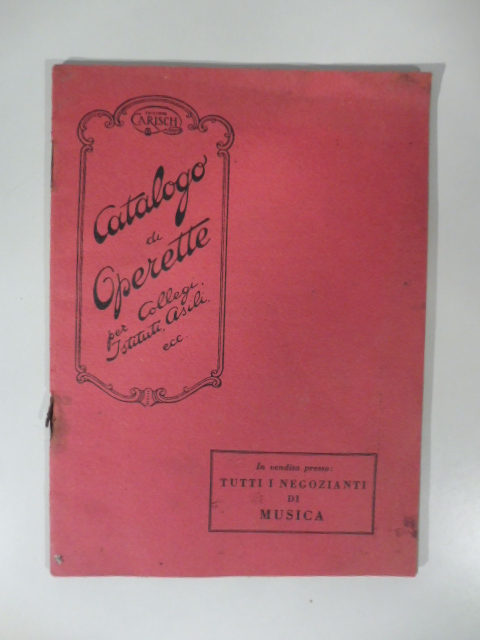 CARISCH
Catalogo
di
Operette
per Collegi.
Istituti, Asili.
ecc.
In vendita presso:
TUTTI I NEGOZIANTI
DI
MUSICA